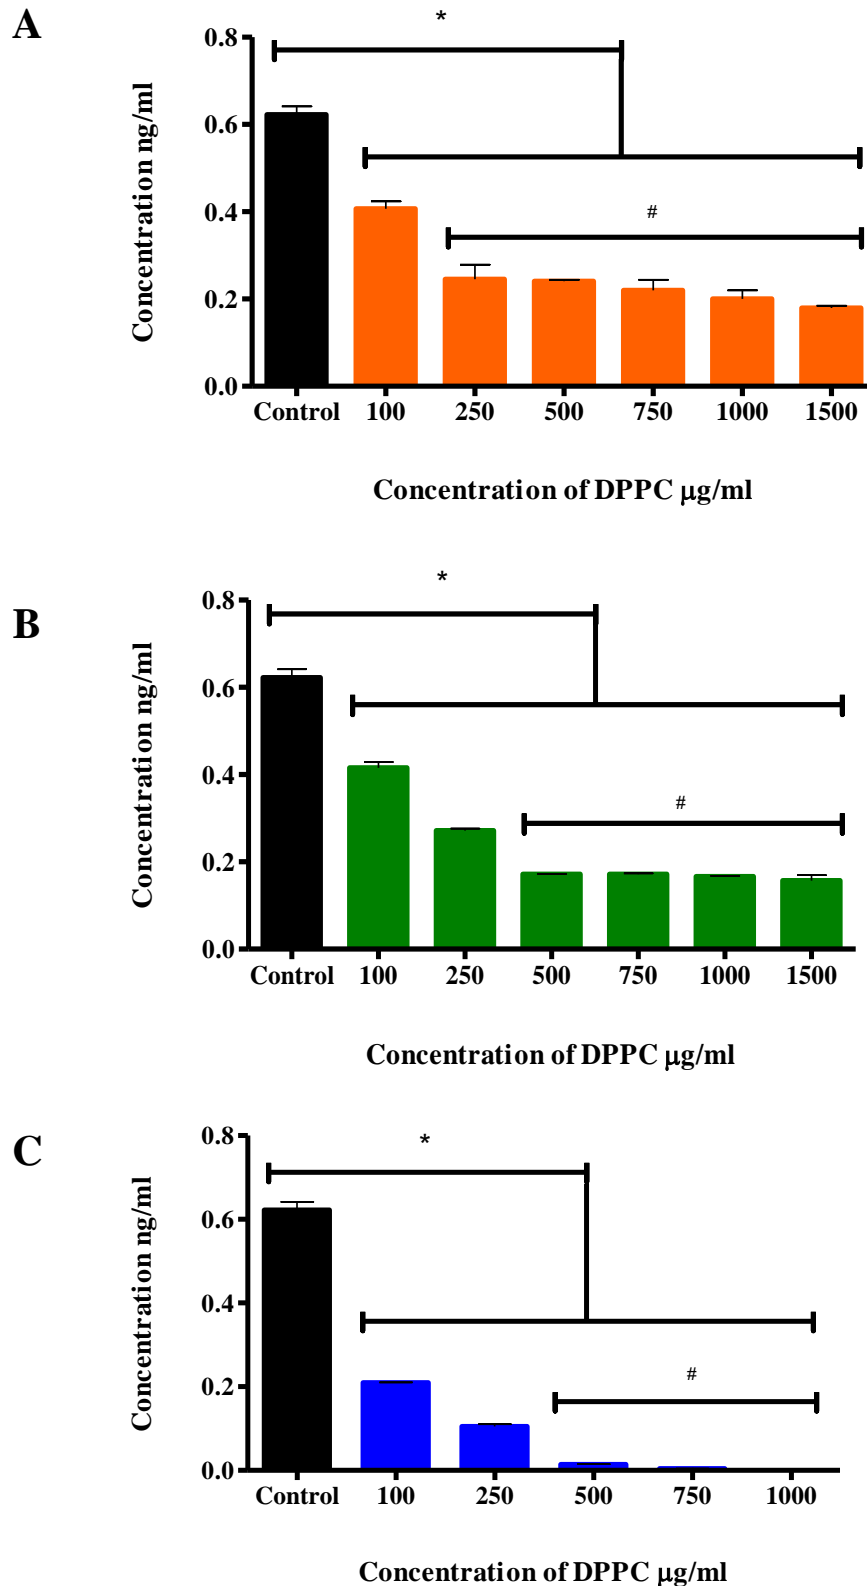 A
*
0.8
0.6
0.4
0.2
0.0
Concentration ng/ml
#
Control 100 250 500 750 1000 1500
Concentration of DPPC μg/ml
B
*
0.8
0.6
0.4
0.2
0.0
Concentration ng/ml
#
Control 100 250 500 750 1000 1500
Concentration of DPPC μg/ml
C
*
0.8
0.6
0.4
0.2
0.0
Concentration ng/ml
#
Control 100 250 500 750 1000
Concentration of DPPC μg/ml